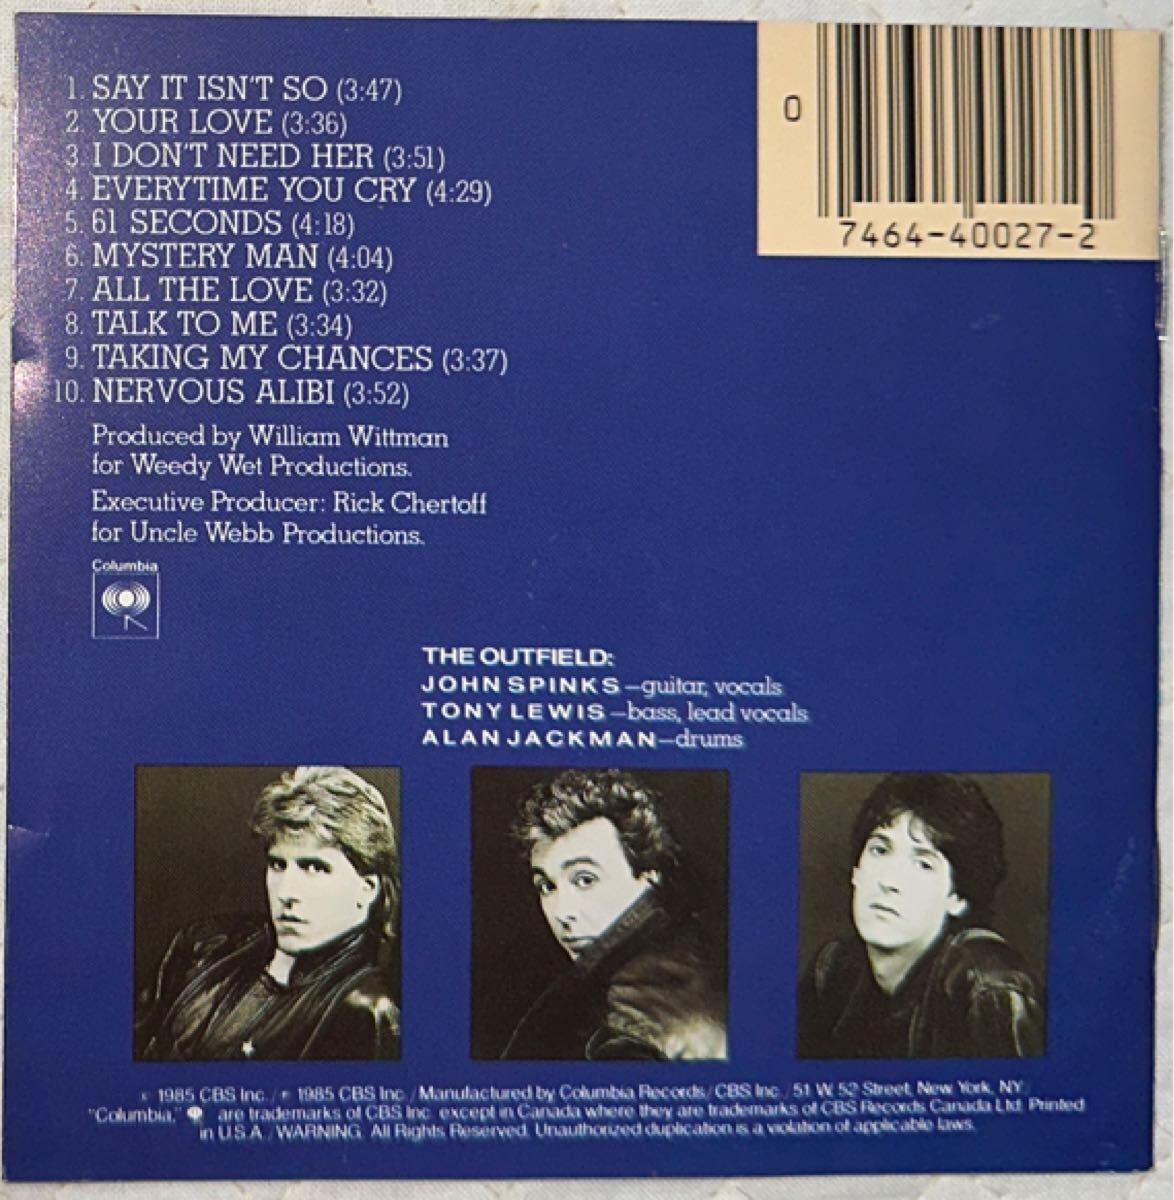 1. SAY IT ISN'T SO (3:47)
2. YOUR LOVE (3:36)
3. I DON'T NEED HER (3:51)
4. EVERYTIME YOU CRY (4:29)
5. 61 SECONDS (4:18)
6. MYSTERY MAN (4:04)
7. ALL THE LOVE (3:32)
8. TALK TO ME (3:34)
9. TAKING MY CHANCES (3:37)
10. NERVOUS ALIBI (3:52)
Produced by William Wittman
for Weedy Wet Productions.
Executive Producer: Rick Chertoff
for Uncle Webb Productions.
Columbia
0
7464-40027-2
THE OUTFIELD:
JOHN SPINKS—guitar, vocals
TONY LEWIS—bass, lead vocals
ALAN JACKMAN—drums
© 1985 CBS Inc. / ℗ 1985 CBS Inc. / Manufactured by Columbia Records / CBS Inc. / 51 W. 52 Street, New York, NY /
"Columbia," are trademarks of CBS Inc. except in Canada where they are trademarks of CBS Records Canada Ltd. Printed
in U.S.A. / WARNING: All Rights Reserved. Unauthorized duplication is a violation of applicable laws.